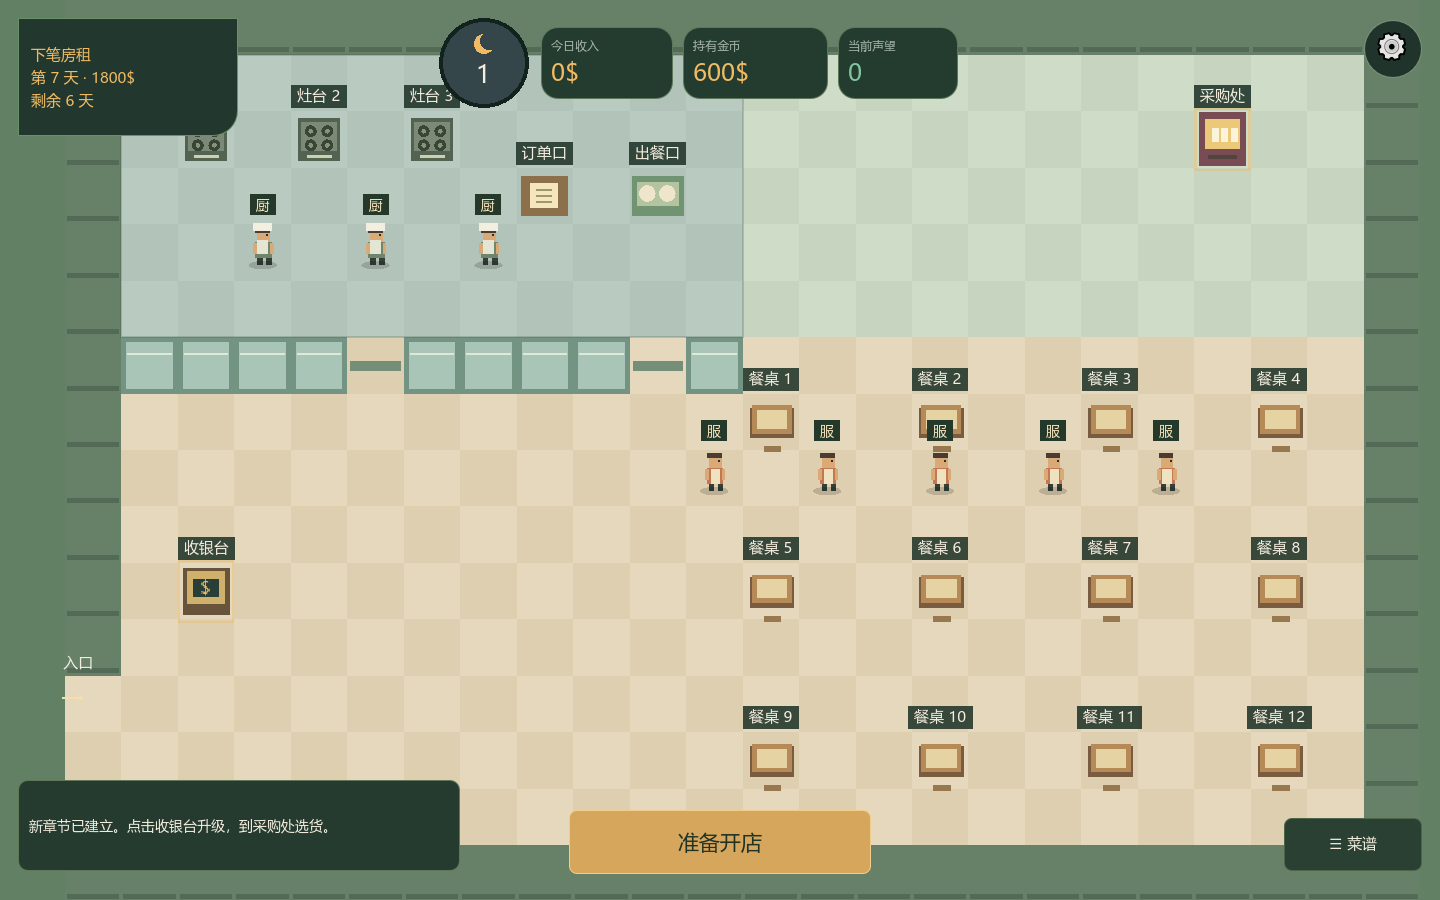 下笔房租
第 7 天 · 1800$
剩余 6 天
1
今日收入
0$
持有金币
600$
当前声望
0
灶台 2
灶台 3
采购处
订单口
出餐口
厨
厨
厨
餐桌 1
餐桌 2
餐桌 3
餐桌 4
服
服
服
服
服
收银台
$
餐桌 5
餐桌 6
餐桌 7
餐桌 8
入口
餐桌 9
餐桌 10
餐桌 11
餐桌 12
新章节已建立。点击收银台升级，到采购处选货。
准备开店
☰ 菜谱